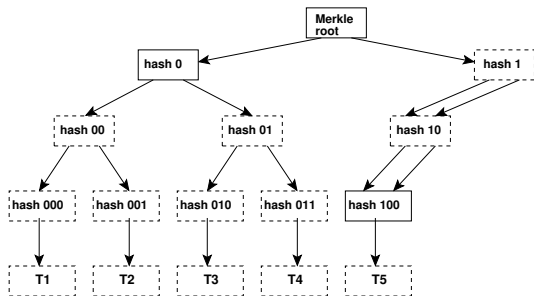 Merkle
root
hash 0
hash 1
hash 00
hash 01
hash 10
hash 000
hash 001
hash 010
hash 011
hash 100
T1
T2
T3
T4
T5